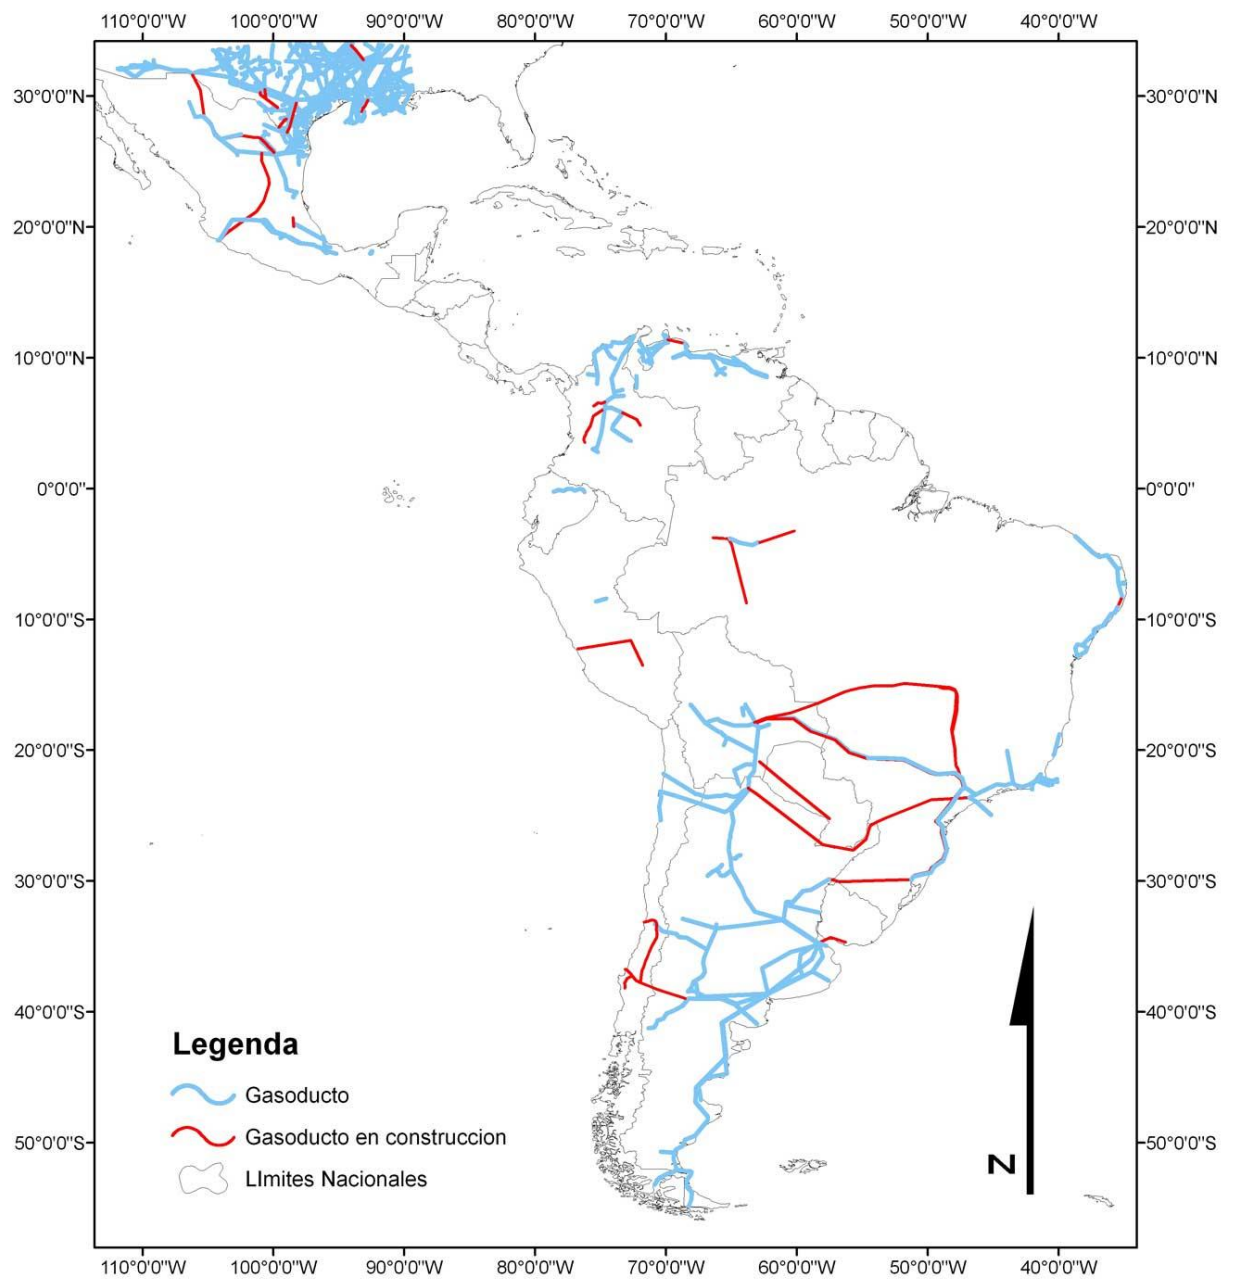 110°0'0"W 100°0'0"W 90°0'0"W 80°0'0"W 70°0'0"W 60°0'0"W 50°0'0"W 40°0'0"W
30°0'0"N 30°0'0"N
20°0'0"N 20°0'0"N
10°0'0"N 10°0'0"N
0°0'0" 0°0'0"
10°0'0"S 10°0'0"S
20°0'0"S 20°0'0"S
30°0'0"S 30°0'0"S
40°0'0"S 40°0'0"S
Legenda
Gasoducto
Gasoducto en construccion
50°0'0"S 50°0'0"S
N
LImites Nacionales
110°0'0"W 100°0'0"W 90°0'0"W 80°0'0"W 70°0'0"W 60°0'0"W 50°0'0"W 40°0'0"W